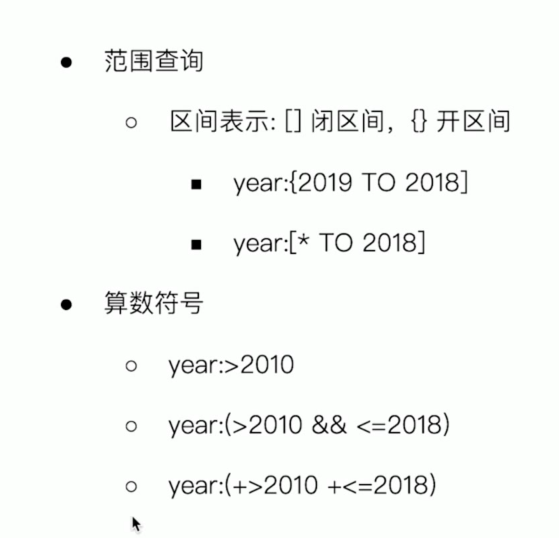 范围查询
区间表示: [] 闭区间，{} 开区间
year:{2019 TO 2018]
year:[* TO 2018]
算数符号
year:>2010
year:(>2010 && <=2018)
year:(+>2010 +<=2018)